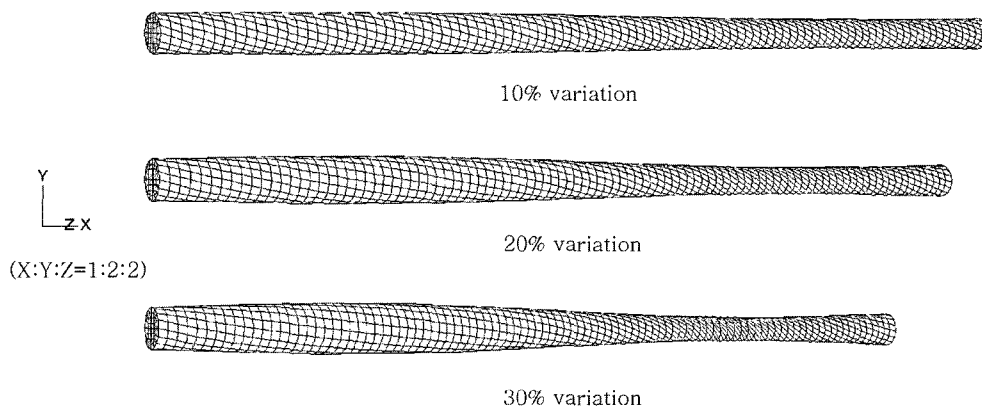 10% variation
Y
Z X
20% variation
(X:Y:Z=1:2:2)
30% variation